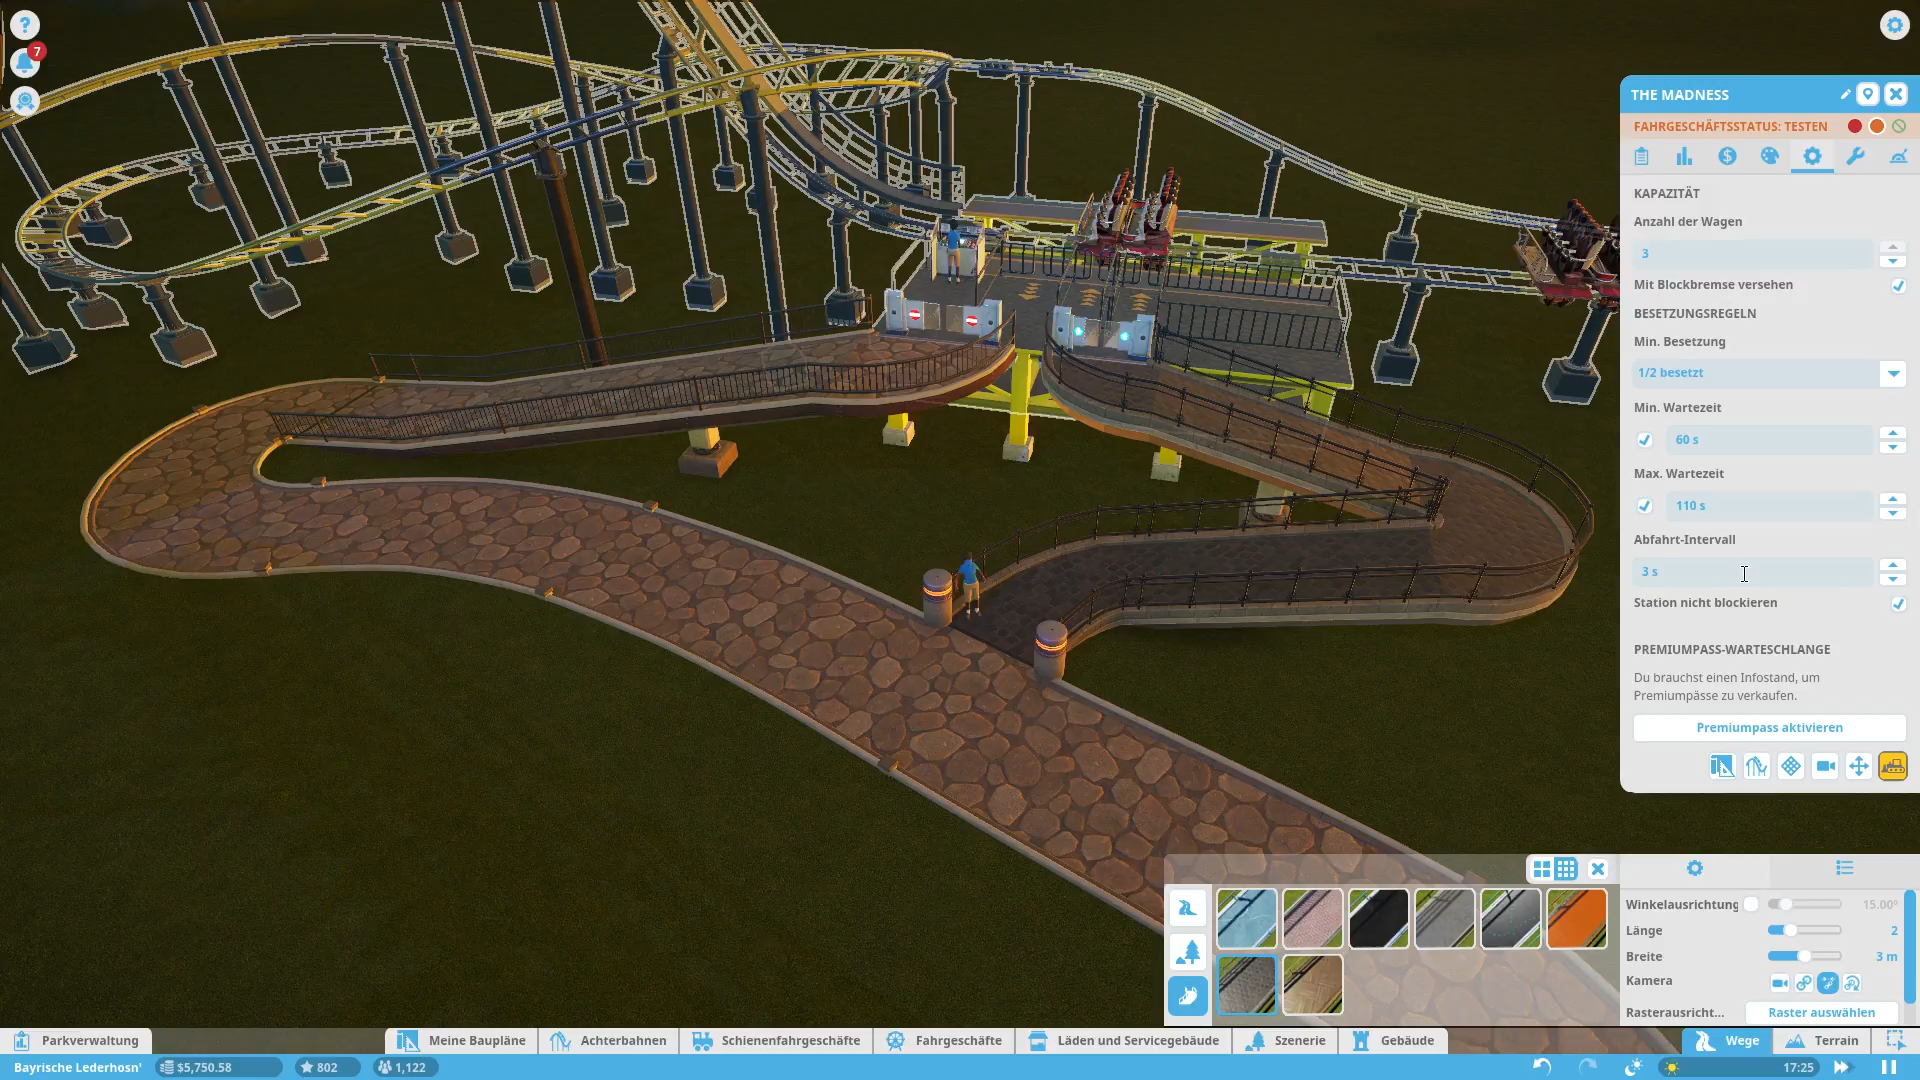 ?
7
THE MADNESS
FAHRGESCHÄFTSSTATUS: TESTEN
KAPAZITÄT
Anzahl der Wagen
3
Mit Blockbremse versehen
BESETZUNGSREGELN
Min. Besetzung
1/2 besetzt
Min. Wartezeit
60 s
Max. Wartezeit
110 s
Abfahrt-Intervall
3 s
Station nicht blockieren
PREMIUMPASS-WARTESCHLANGE
Du brauchst einen Infostand, um
Premiumpässe zu verkaufen.
Premiumpass aktivieren
Winkelausrichtung 15.00°
Länge 2
Breite 3 m
Kamera
Rasterausricht... Raster auswählen
Parkverwaltung Meine Baupläne Achterbahnen Schienenfahrgeschäfte Fahrgeschäfte Läden und Servicegebäude Szenerie Gebäude Wege Terrain
Bayrische Lederhosn' $5,750.58 802 1,122 17:25